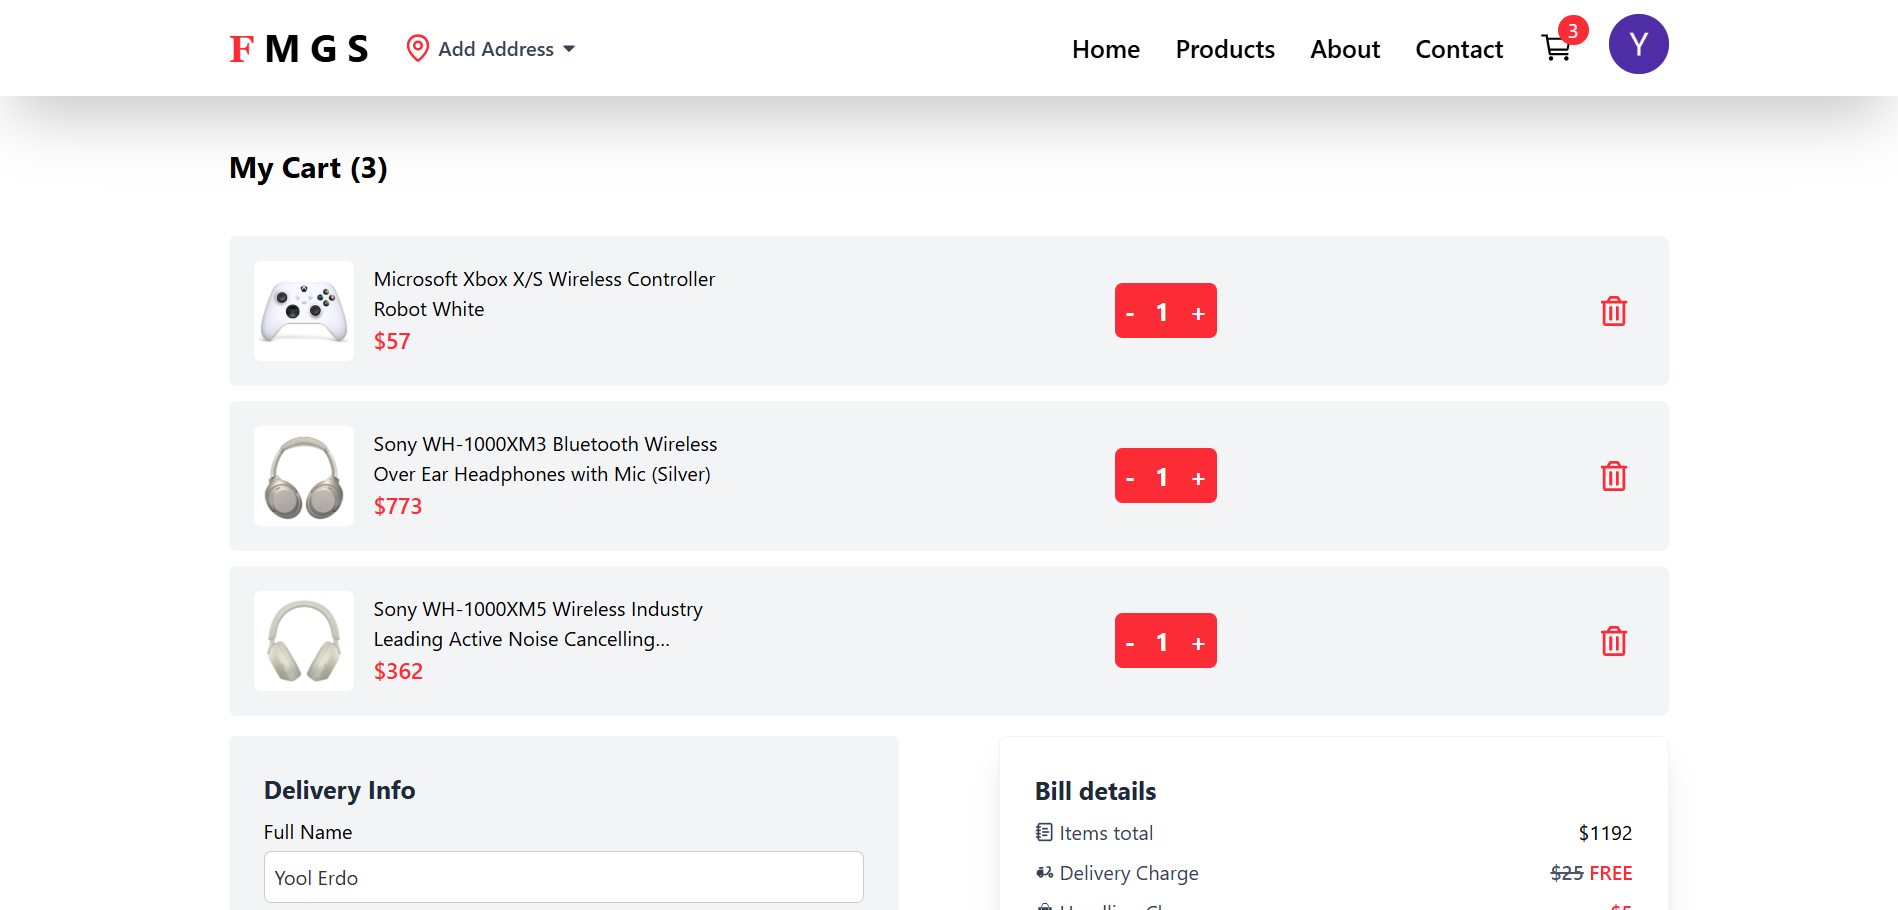 F M G S
Add Address
Home Products About Contact
3
Y
My Cart (3)
Microsoft Xbox X/S Wireless Controller
Robot White
$57
- 1 +
Sony WH-1000XM3 Bluetooth Wireless
Over Ear Headphones with Mic (Silver)
$773
- 1 +
Sony WH-1000XM5 Wireless Industry
Leading Active Noise Cancelling...
$362
- 1 +
Delivery Info
Full Name
Yool Erdo
Bill details
Items total $1192
Delivery Charge $25 FREE